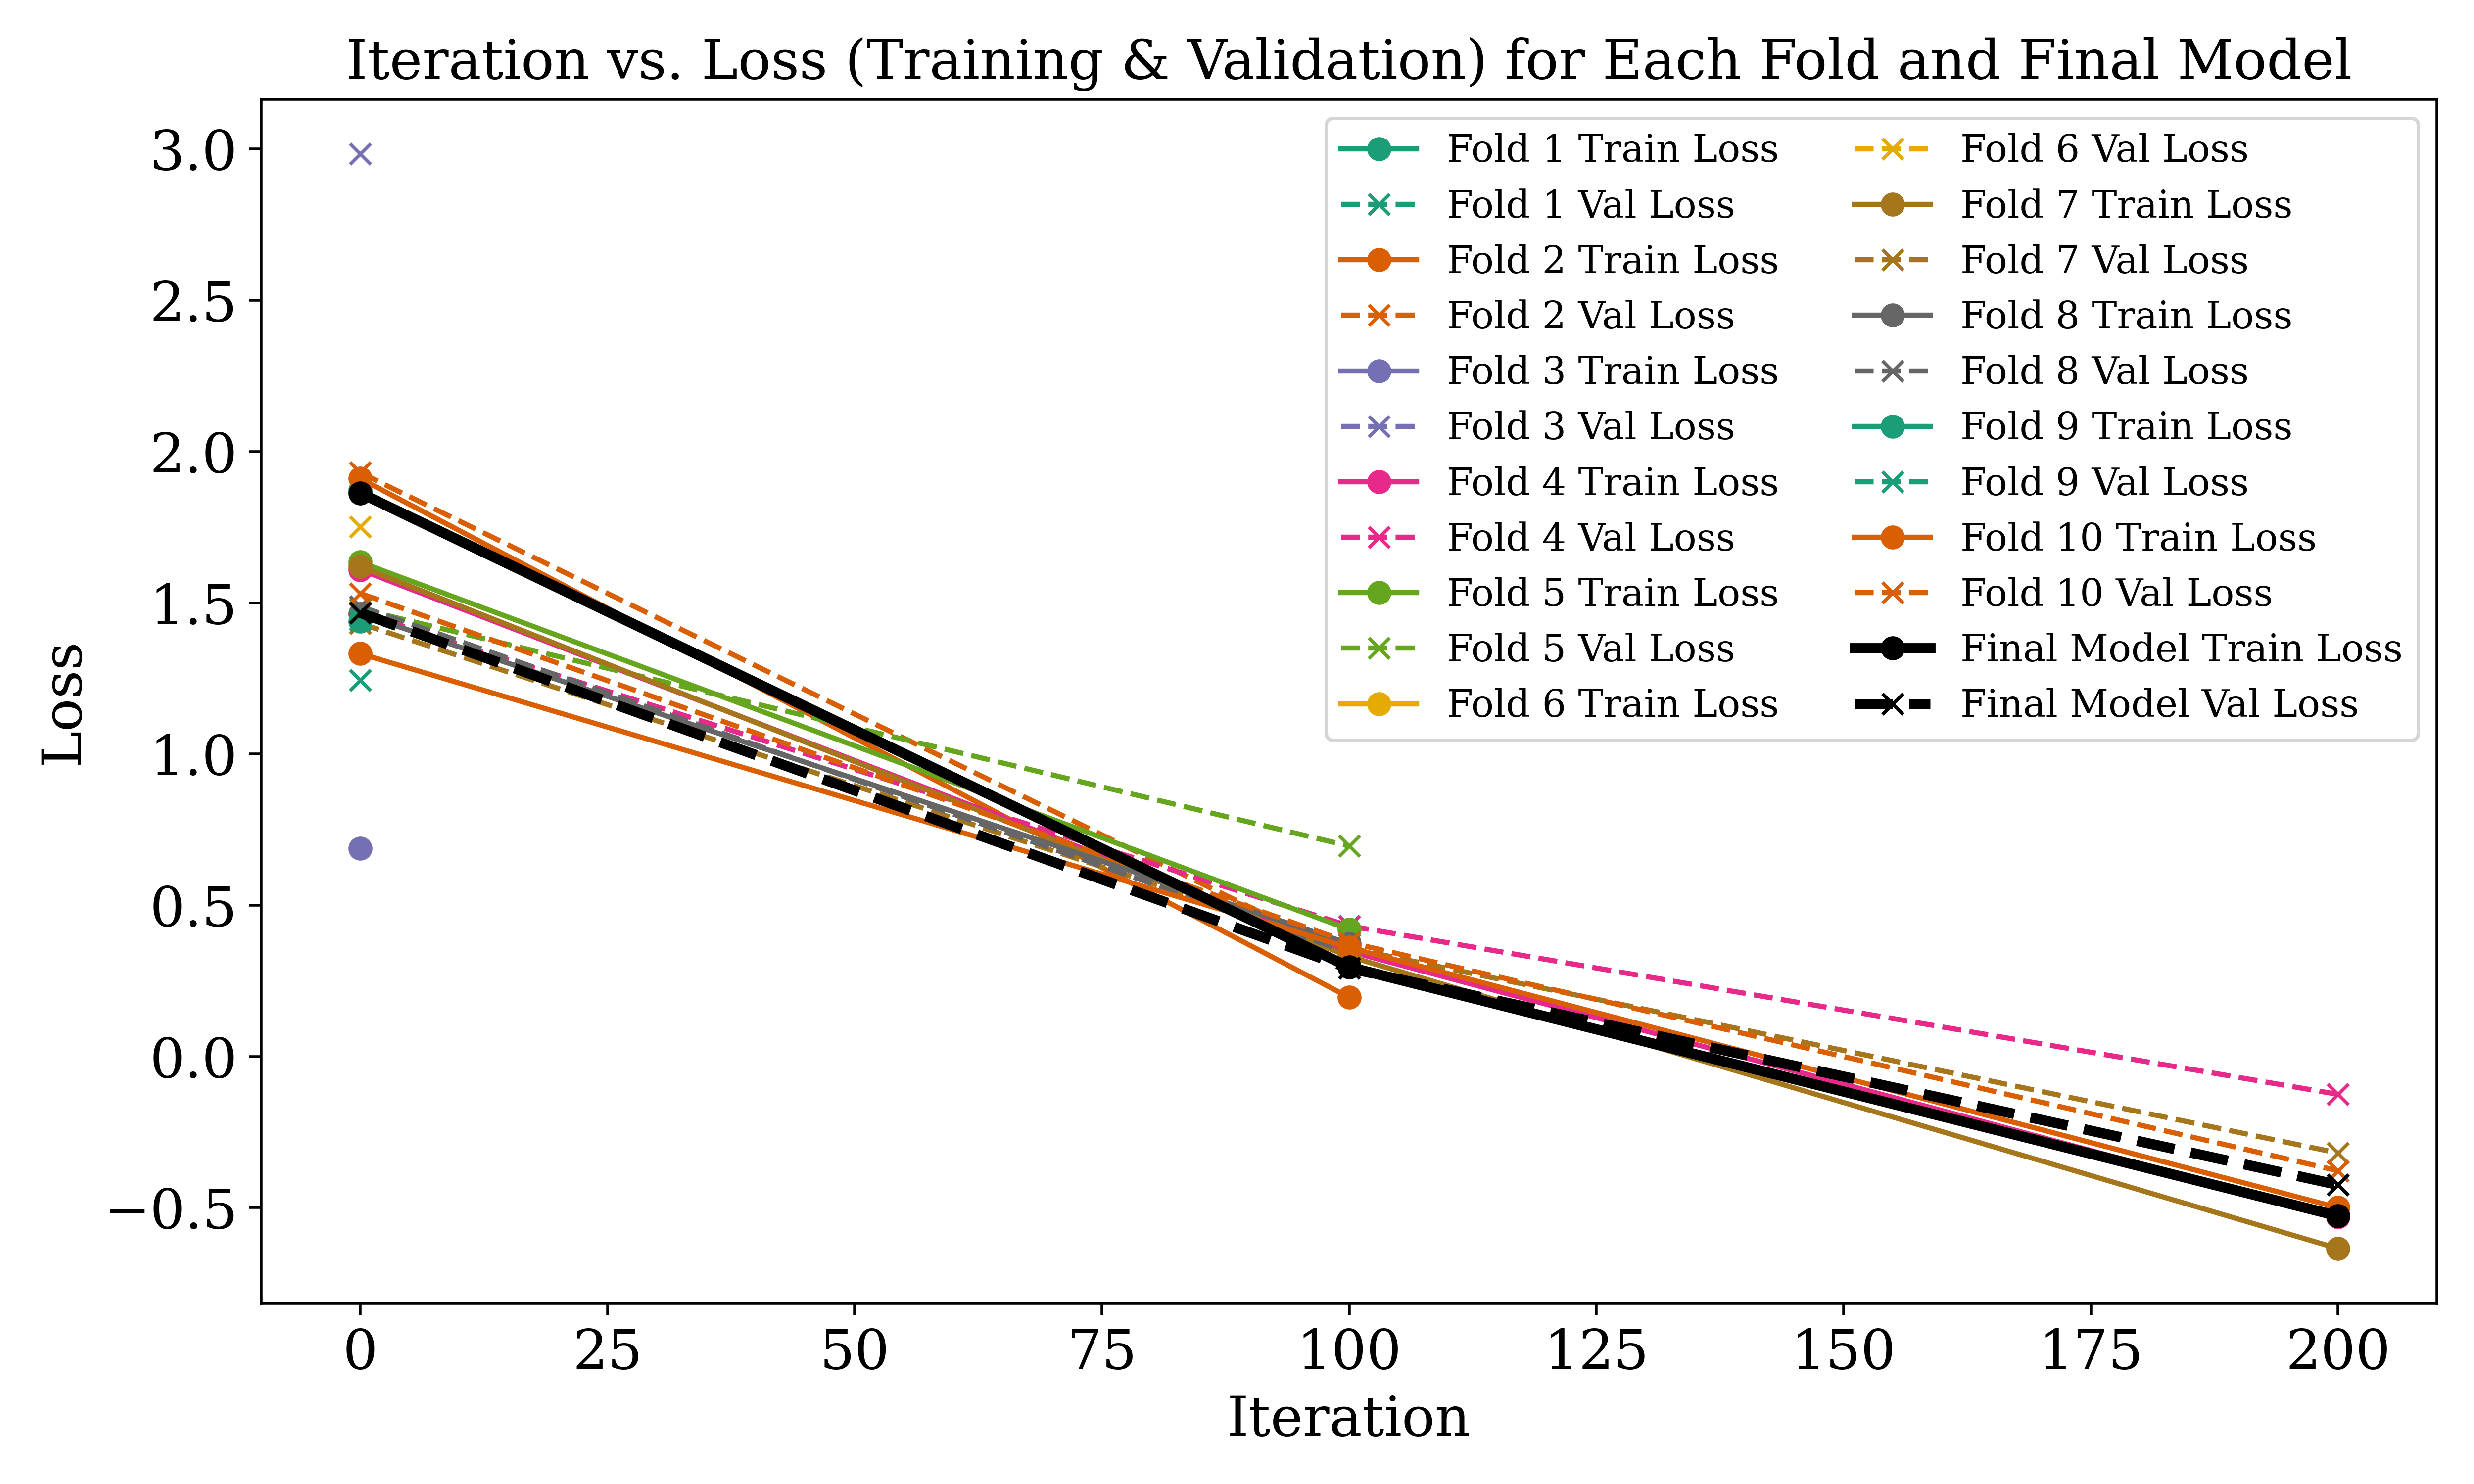 Iteration vs. Loss (Training & Validation) for Each Fold and Final Model
Loss
3.0
2.5
2.0
1.5
1.0
0.5
0.0
−0.5
Fold 1 Train Loss
Fold 1 Val Loss
Fold 2 Train Loss
Fold 2 Val Loss
Fold 3 Train Loss
Fold 3 Val Loss
Fold 4 Train Loss
Fold 4 Val Loss
Fold 5 Train Loss
Fold 5 Val Loss
Fold 6 Train Loss
Fold 6 Val Loss
Fold 7 Train Loss
Fold 7 Val Loss
Fold 8 Train Loss
Fold 8 Val Loss
Fold 9 Train Loss
Fold 9 Val Loss
Fold 10 Train Loss
Fold 10 Val Loss
Final Model Train Loss
Final Model Val Loss
0 25 50 75 100 125 150 175 200
Iteration